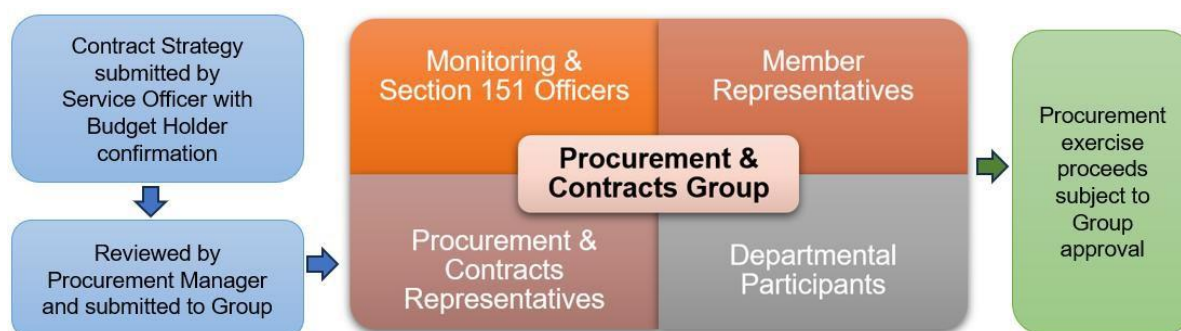 Contract Strategy
submitted by
Service Officer with
Budget Holder
confirmation
Reviewed by
Procurement Manager
and submitted to Group
Monitoring &
Section 151 Officers
Member
Representatives
Procurement &
Contracts Group
Procurement &
Contracts
Representatives
Departmental
Participants
Procurement
exercise
proceeds
subject to
Group
approval